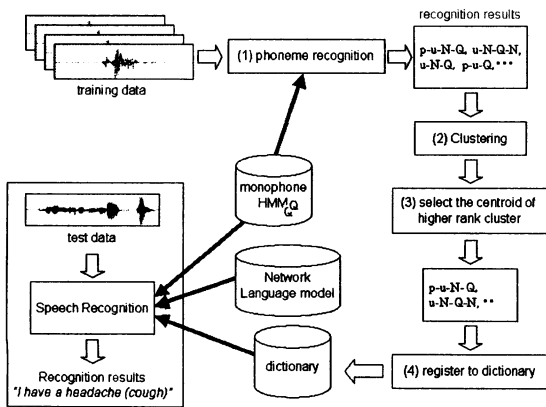 training data
(1) phoneme recognition
recognition results
p-u-N-Q, u-N-Q-N,
u-N-Q, p-u-Q, •••
(2) Clustering
(3) select the centroid of
higher rank cluster
p-u-N-Q,
u-N-Q-N, ••
(4) register to dictionary
monophone
HMM
Network
Language model
dictionary
test data
Speech Recognition
Recognition results
"I have a headache (cough)"